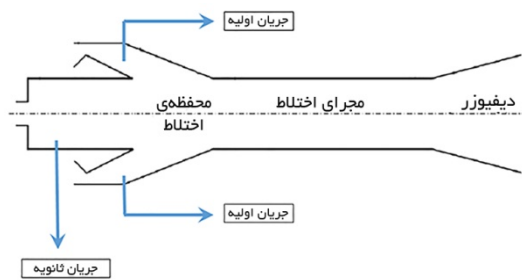 جریان اولیه
محفظه‌ی
اختلاط
مجرای اختلاط
دیفیوزر
جریان اولیه
جریان ثانویه